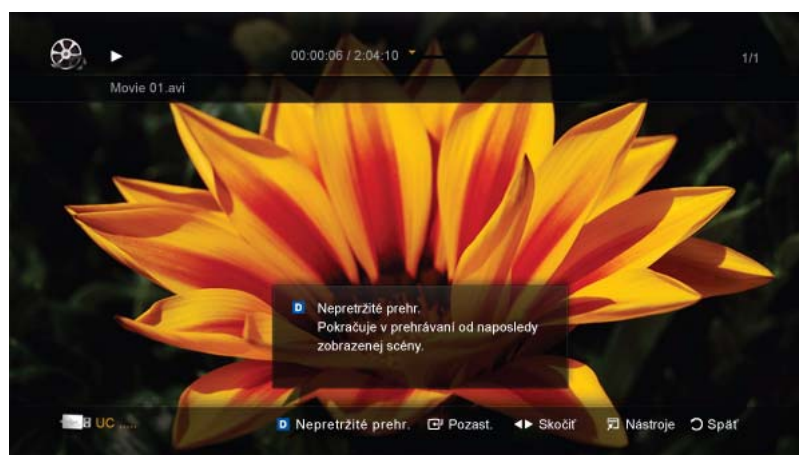 00:00:06 / 2:04:10
1/1
Movie 01.avi
D Nepretržité prehr.
Pokračuje v prehrávaní od naposledy
zobrazenej scény.
UC .....
D Nepretržité prehr. Pozast. Skočiť Nástroje Späť